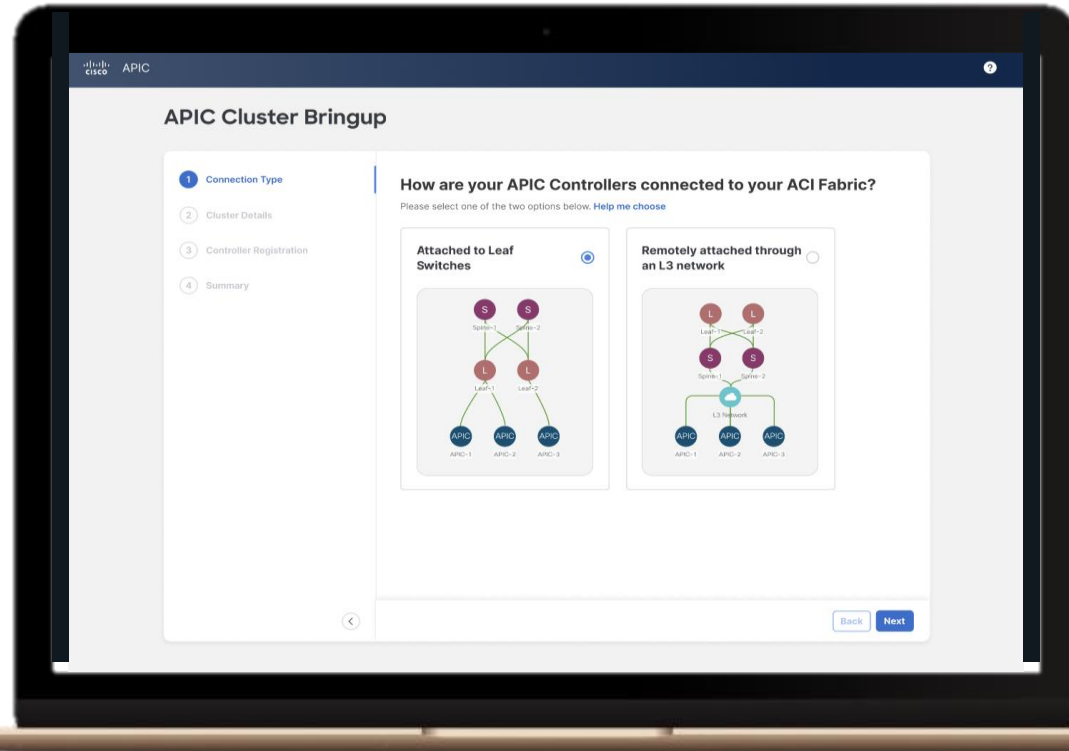 cisco APIC
?
APIC Cluster Bringup
1 Connection Type
2 Cluster Details
3 Controller Registration
4 Summary
How are your APIC Controllers connected to your ACI Fabric?
Please select one of the two options below. Help me choose
Attached to Leaf
Switches
S S
Spine-1 Spine-2
L L
Leaf-1 Leaf-2
APIC APIC APIC
APIC-1 APIC-2 APIC-3
Remotely attached through
an L3 network
L L
Leaf-1 Leaf-2
S S
Spine-1 Spine-2
L3 Network
APIC APIC APIC
APIC-1 APIC-2 APIC-3
Back Next